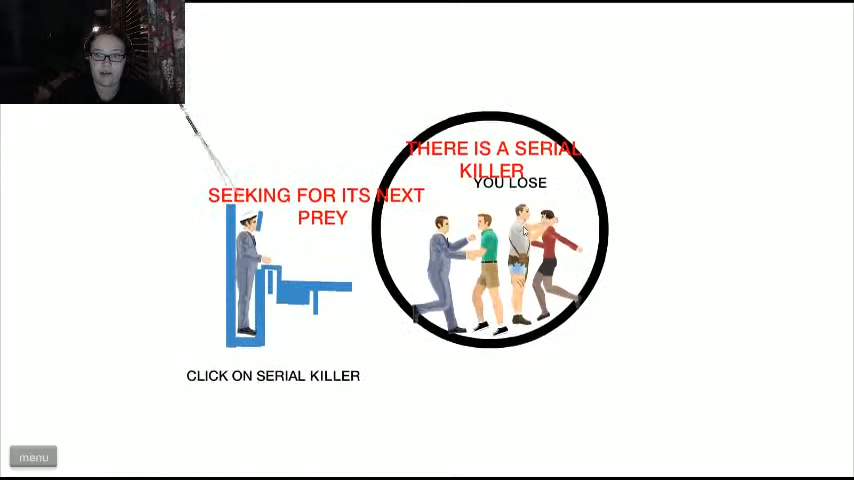 THERE IS A SERIAL
KILLER
YOU LOSE
SEEKING FOR ITS NEXT
PREY
CLICK ON SERIAL KILLER
menu